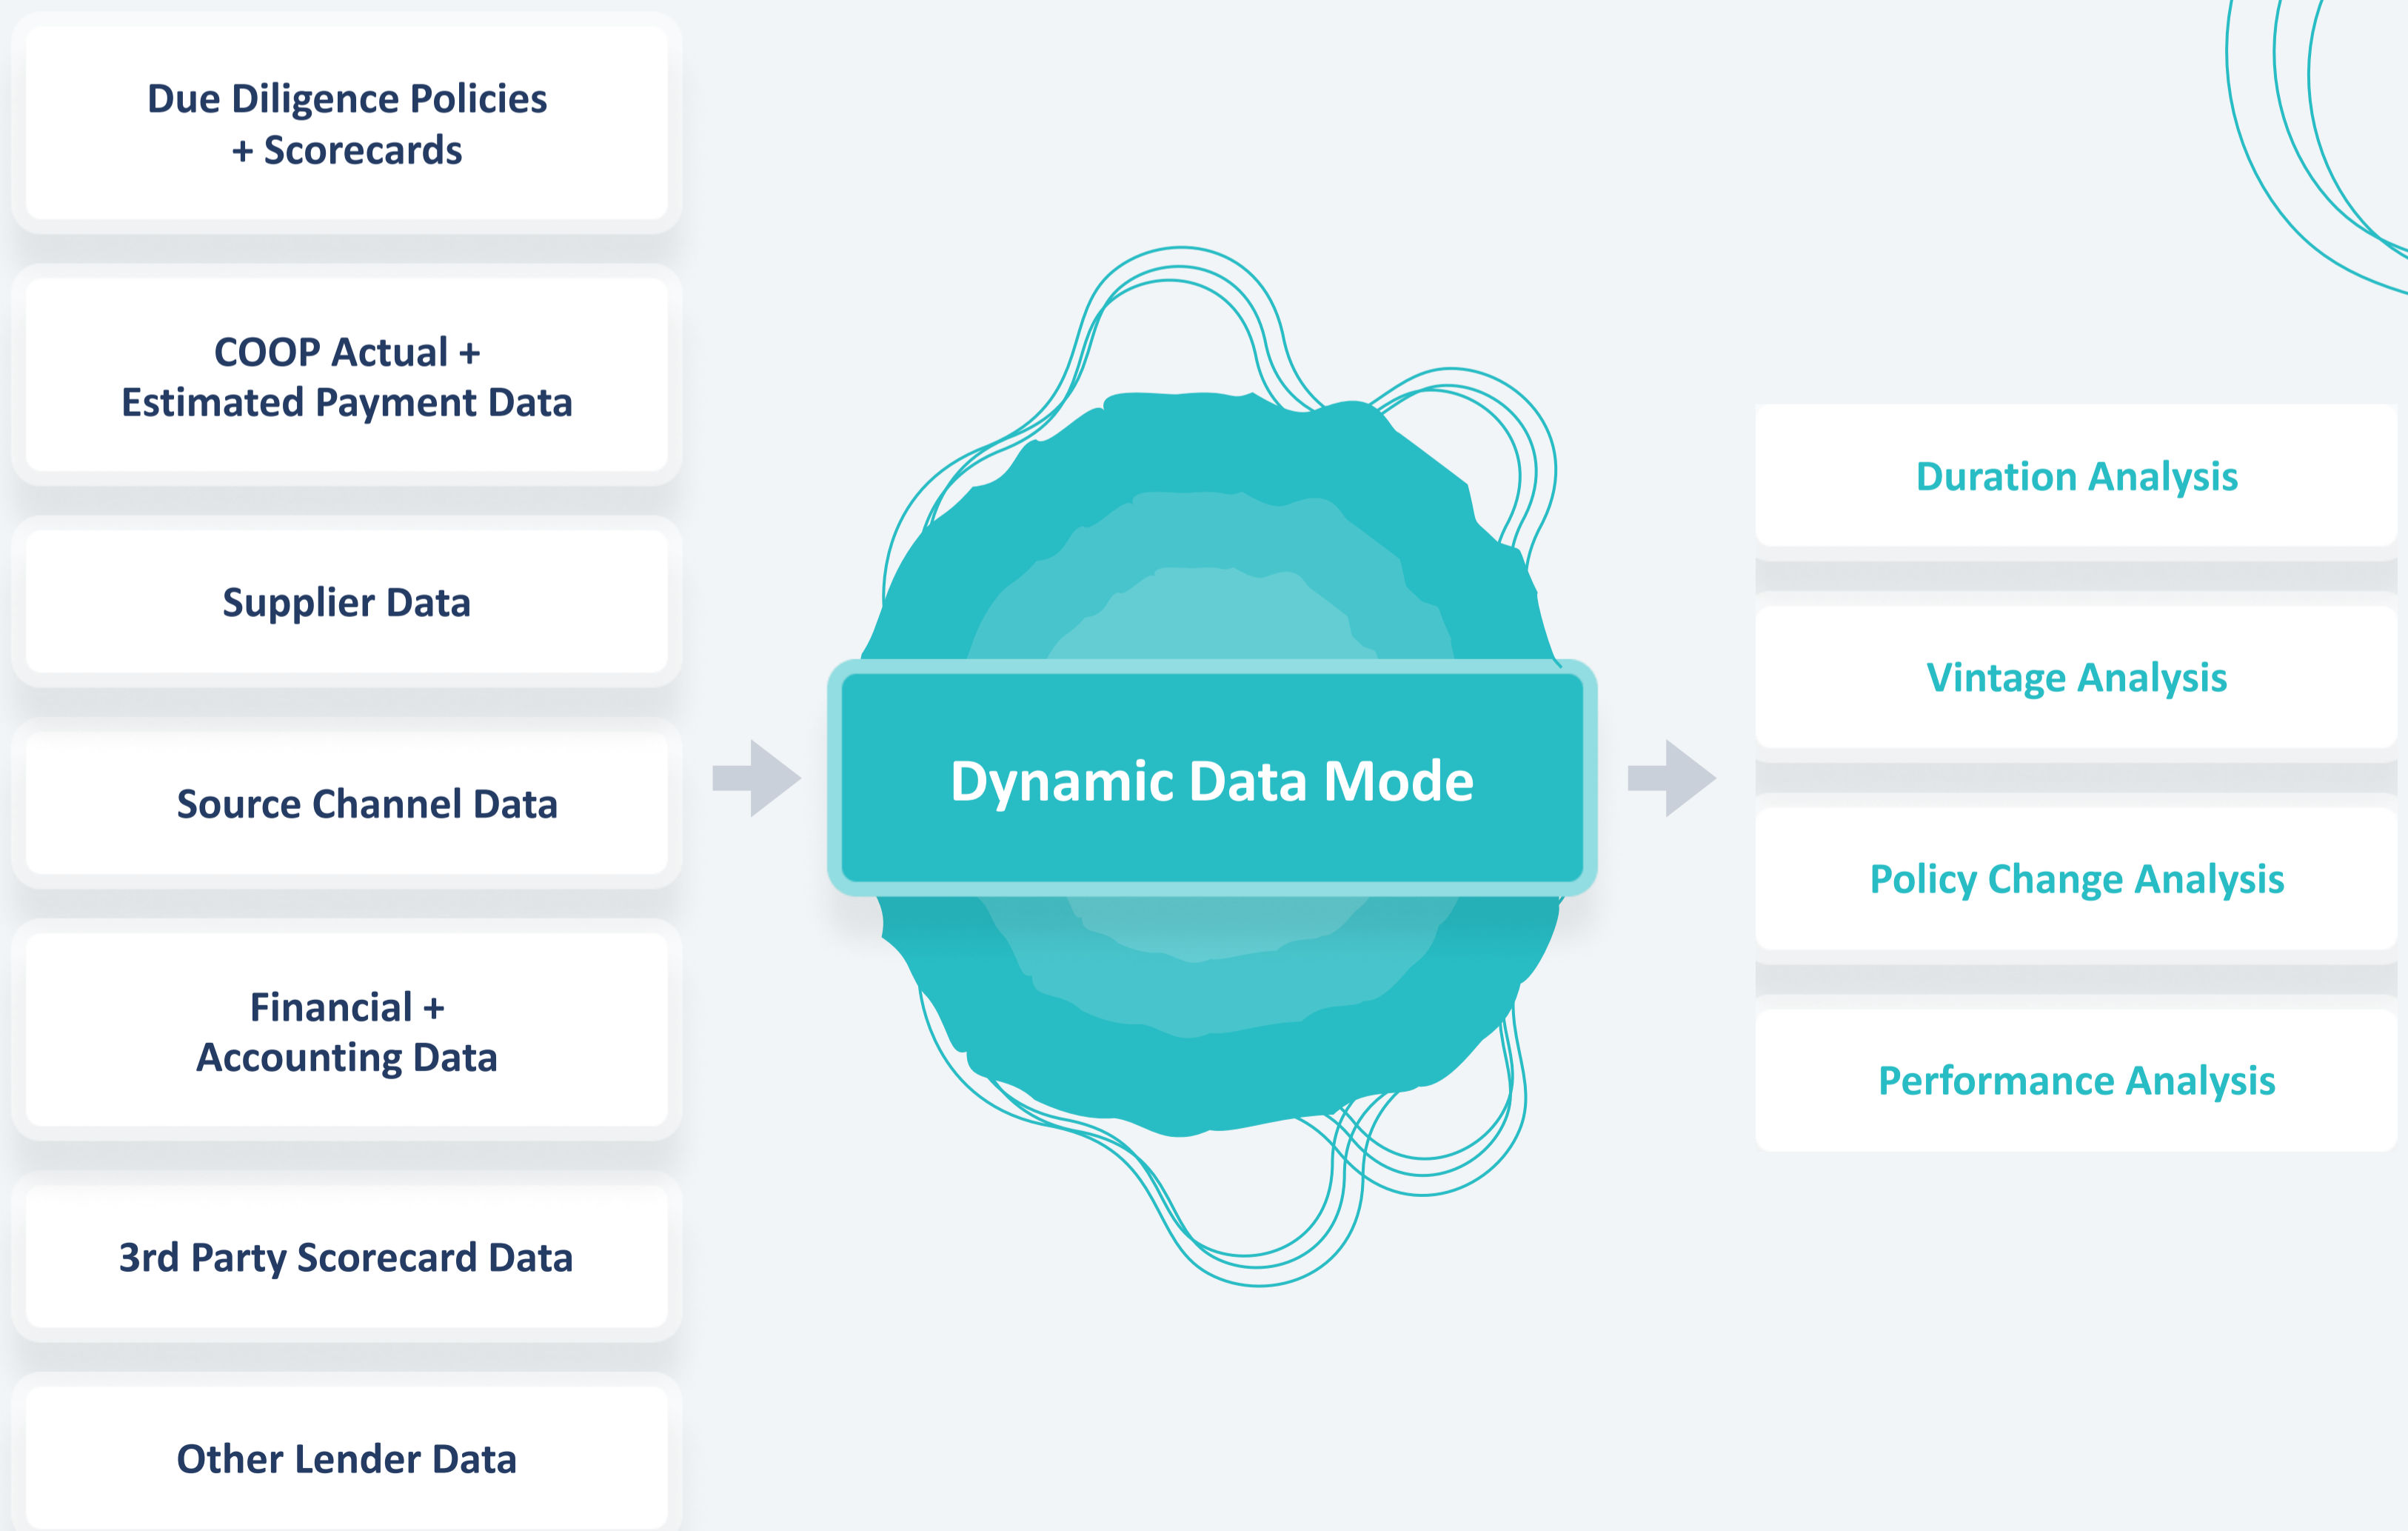 Due Diligence Policies
+ Scorecards
COOP Actual +
Estimated Payment Data
Supplier Data
Source Channel Data
Financial +
Accounting Data
3rd Party Scorecard Data
Other Lender Data
Dynamic Data Mode
Duration Analysis
Vintage Analysis
Policy Change Analysis
Performance Analysis